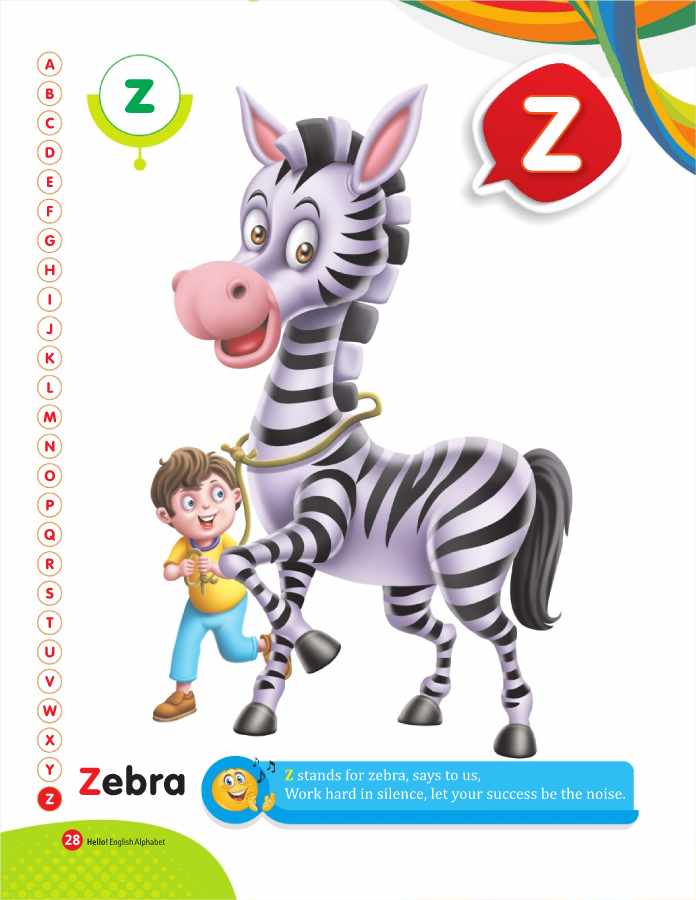 A
B
C
D
E
F
G
H
I
J
K
L
M
N
O
P
Q
R
S
T
U
V
W
X
Y
Z
z
Z
Zebra
Z stands for zebra, says to us,
Work hard in silence, let your success be the noise.
28 Hello! English Alphabet